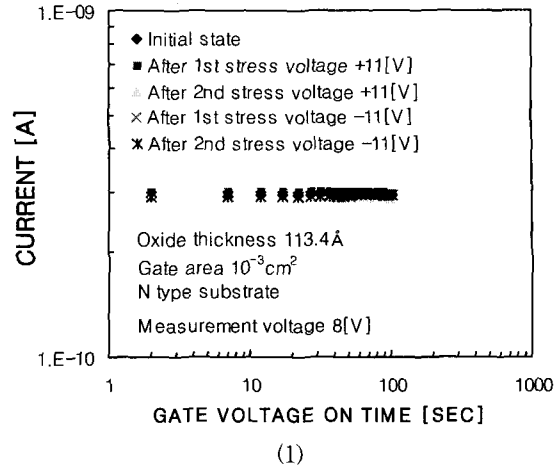 1.E-09
◆ Initial state
■ After 1st stress voltage +11[V]
▲ After 2nd stress voltage +11[V]
× After 1st stress voltage -11[V]
ж After 2nd stress voltage -11[V]
CURRENT [A]
Oxide thickness 113.4Å
Gate area 10⁻³cm²
N type substrate
Measurement voltage 8[V]
1.E-10
1 10 100 1000
GATE VOLTAGE ON TIME [SEC]
(1)